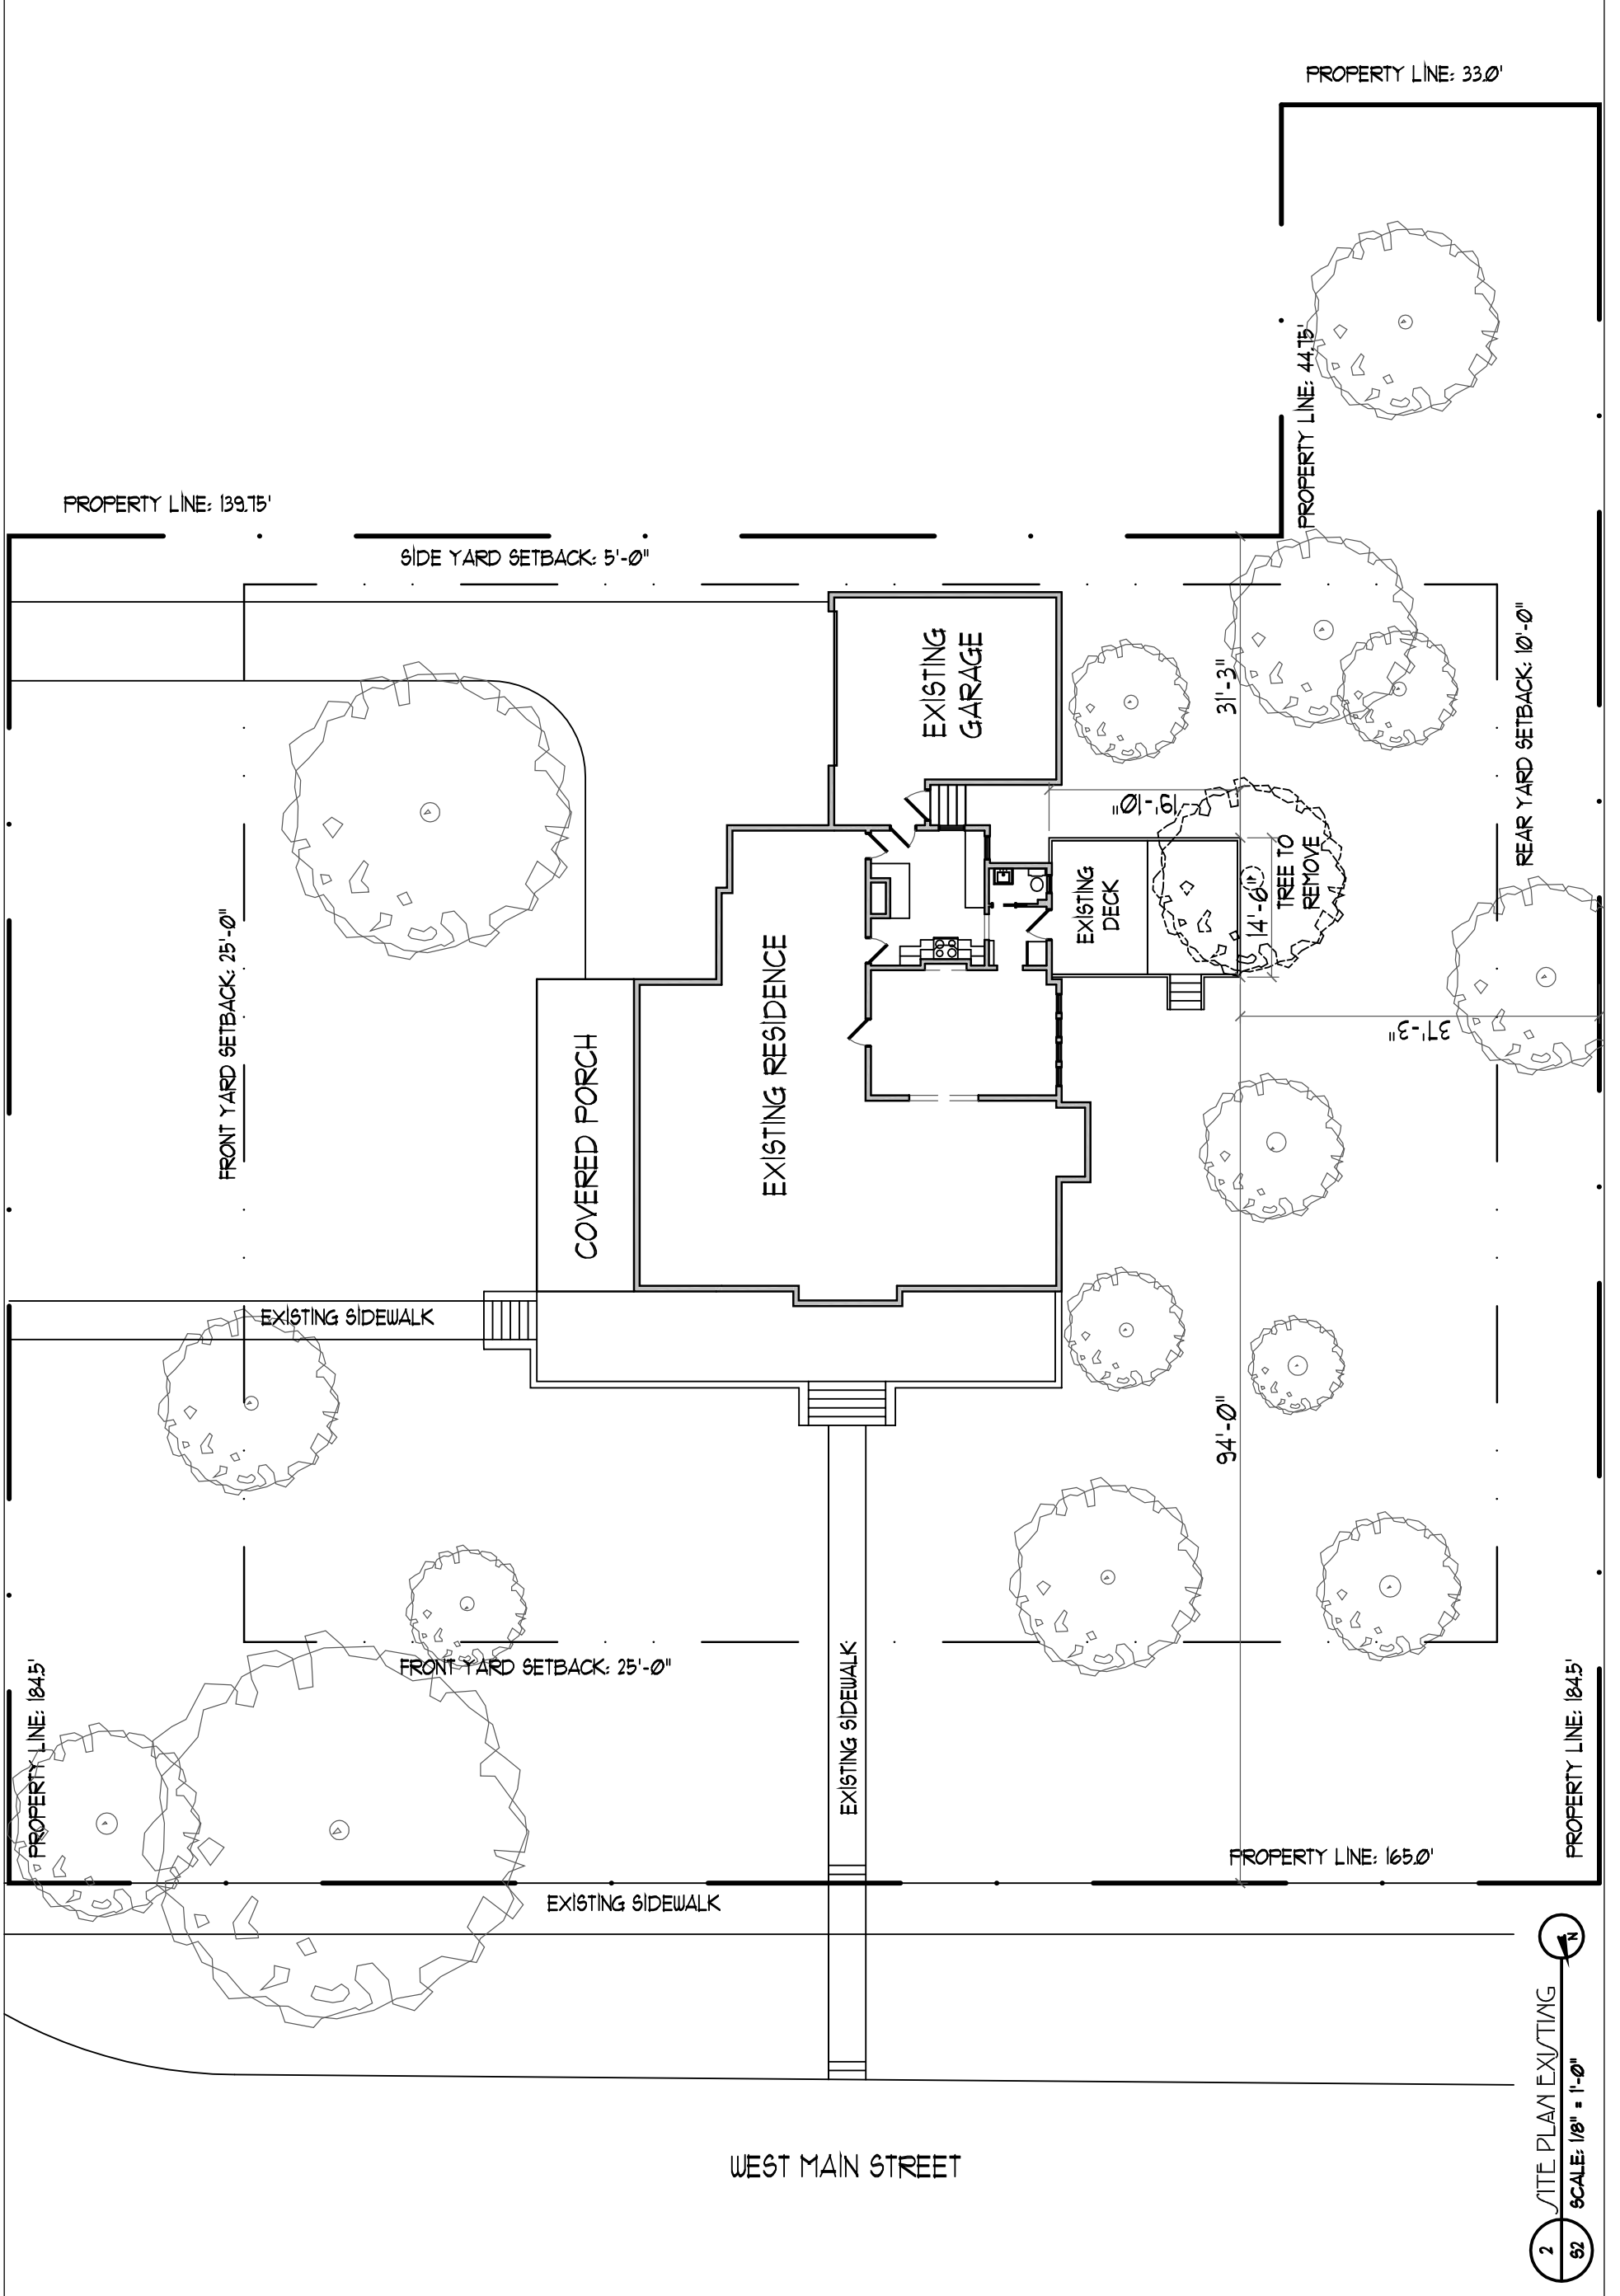 PROPERTY LINE: 33.0'
PROPERTY LINE: 44.75'
PROPERTY LINE: 139.75'
SIDE YARD SETBACK: 5'-0"
EXISTING
GARAGE
31'-3"
REAR YARD SETBACK: 10'-0"
19'-10"
TREE TO
REMOVE
EXISTING
DECK
14'-0"
FRONT YARD SETBACK: 25'-0"
EXISTING RESIDENCE
COVERED PORCH
37'-3"
EXISTING SIDEWALK
94'-0"
FRONT YARD SETBACK: 25'-0"
EXISTING SIDEWALK
PROPERTY LINE: 184.5'
PROPERTY LINE: 184.5'
PROPERTY LINE: 165.0'
EXISTING SIDEWALK
N
WEST MAIN STREET
SITE PLAN EXISTING
SCALE: 1/8" = 1'-0"
2
S2